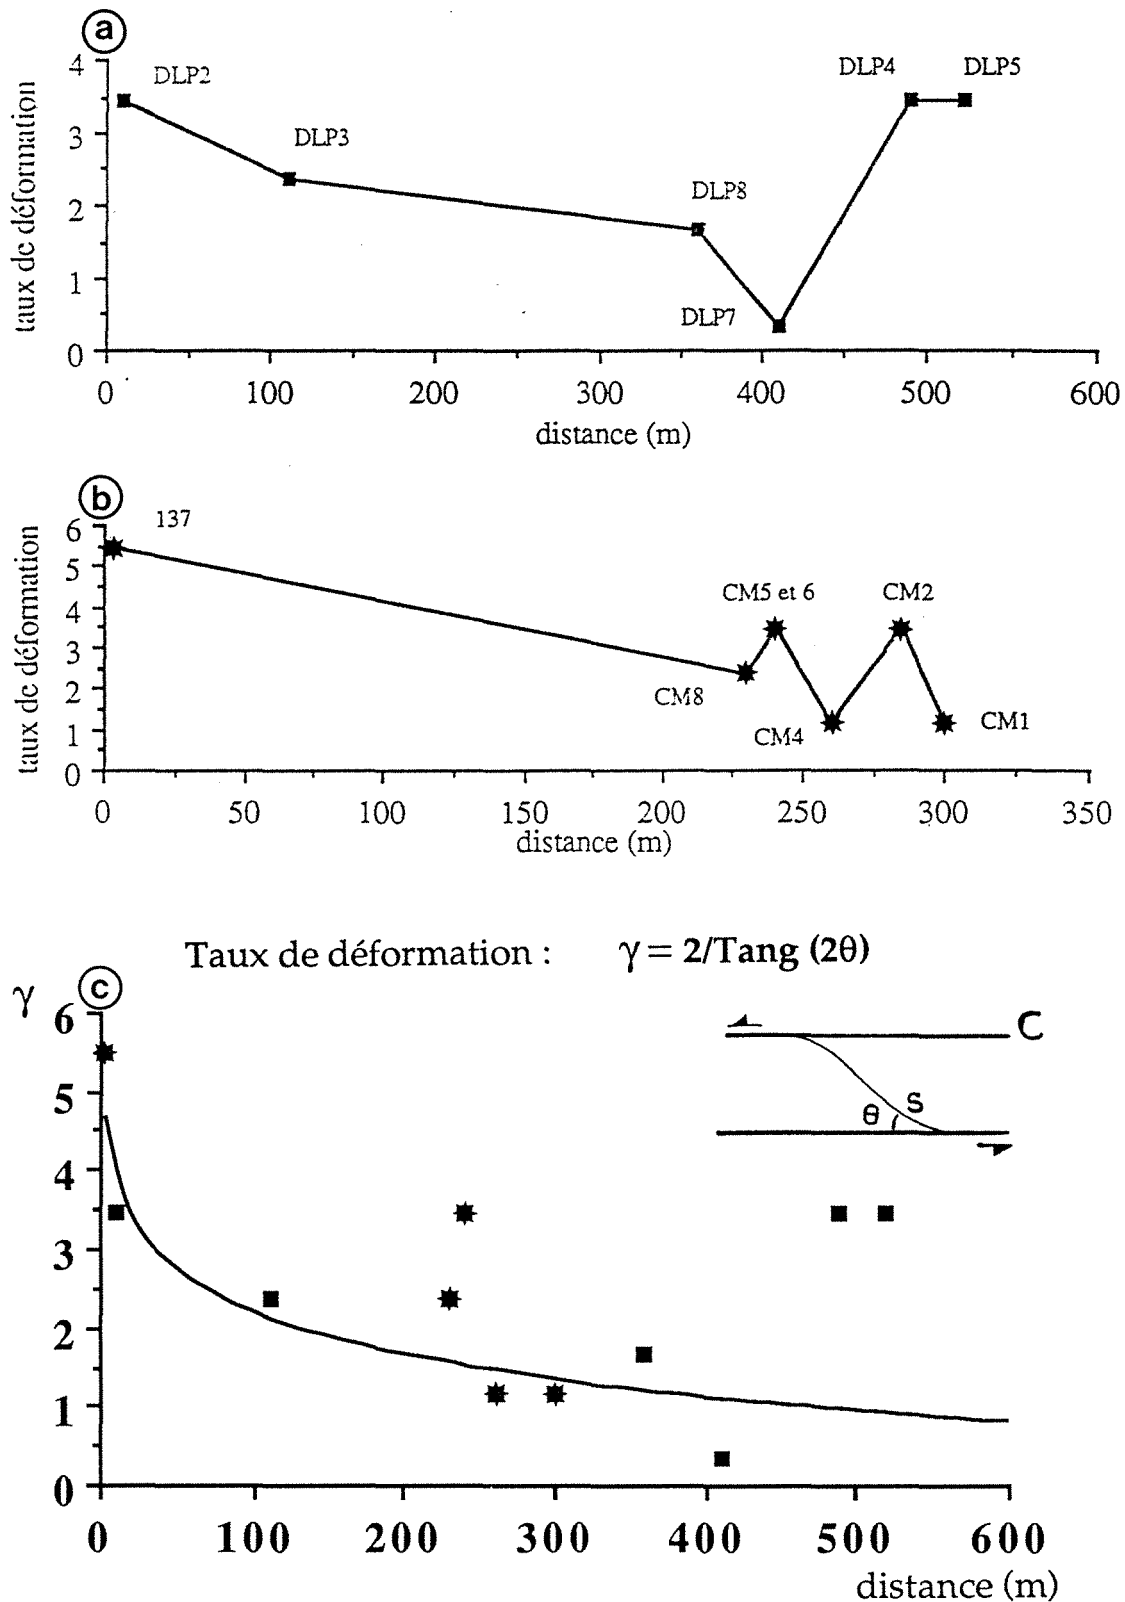 a
taux de déformation
4
3
2
1
0
DLP2
DLP3
DLP8
DLP7
DLP4
DLP5
0 100 200 300 400 500 600
distance (m)
b
taux de déformation
6
5
4
3
2
1
0
137
CM8
CM5 et 6
CM4
CM2
CM1
0 50 100 150 200 250 300 350
distance (m)
Taux de déformation : γ = 2/Tang (2θ)
c
γ
6
5
4
3
2
1
0
C
θ S
0 100 200 300 400 500 600
distance (m)